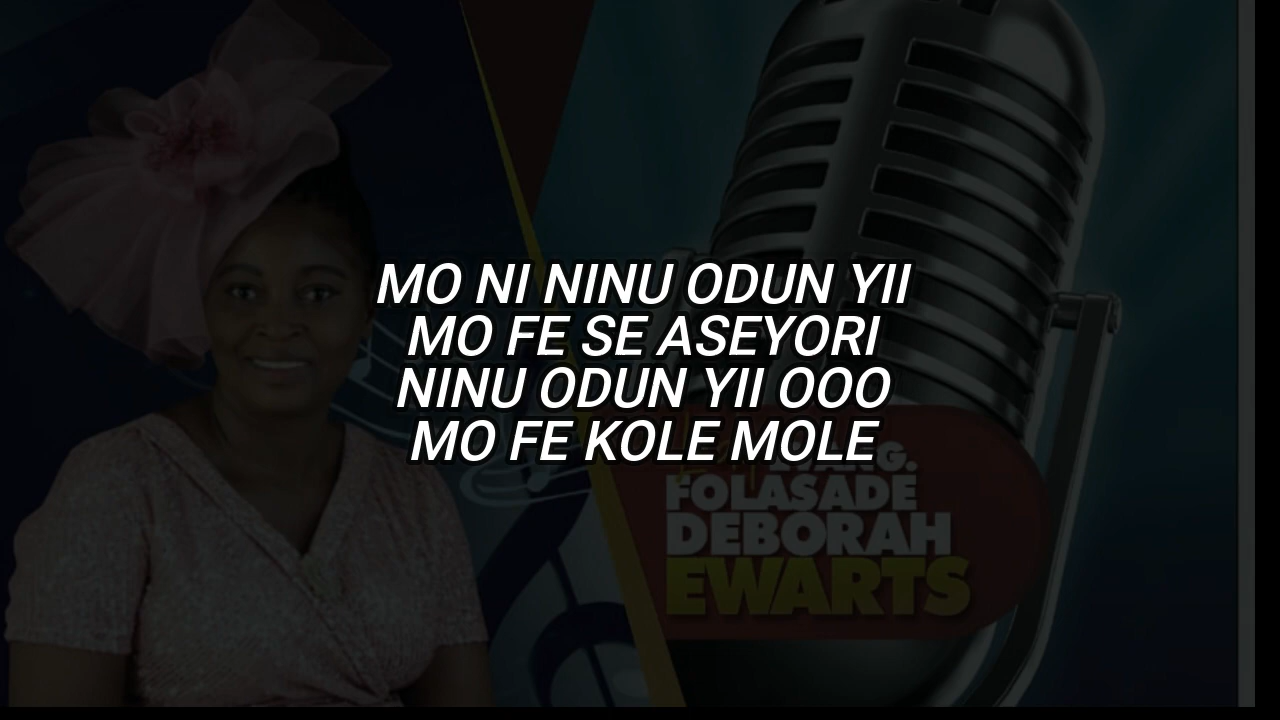 MO NI NINU ODUN YII
MO FE SE ASEYORI
NINU ODUN YII OOO
MO FE KOLE MOLE
EVANG.
FOLASADE
DEBORAH
EWARTS